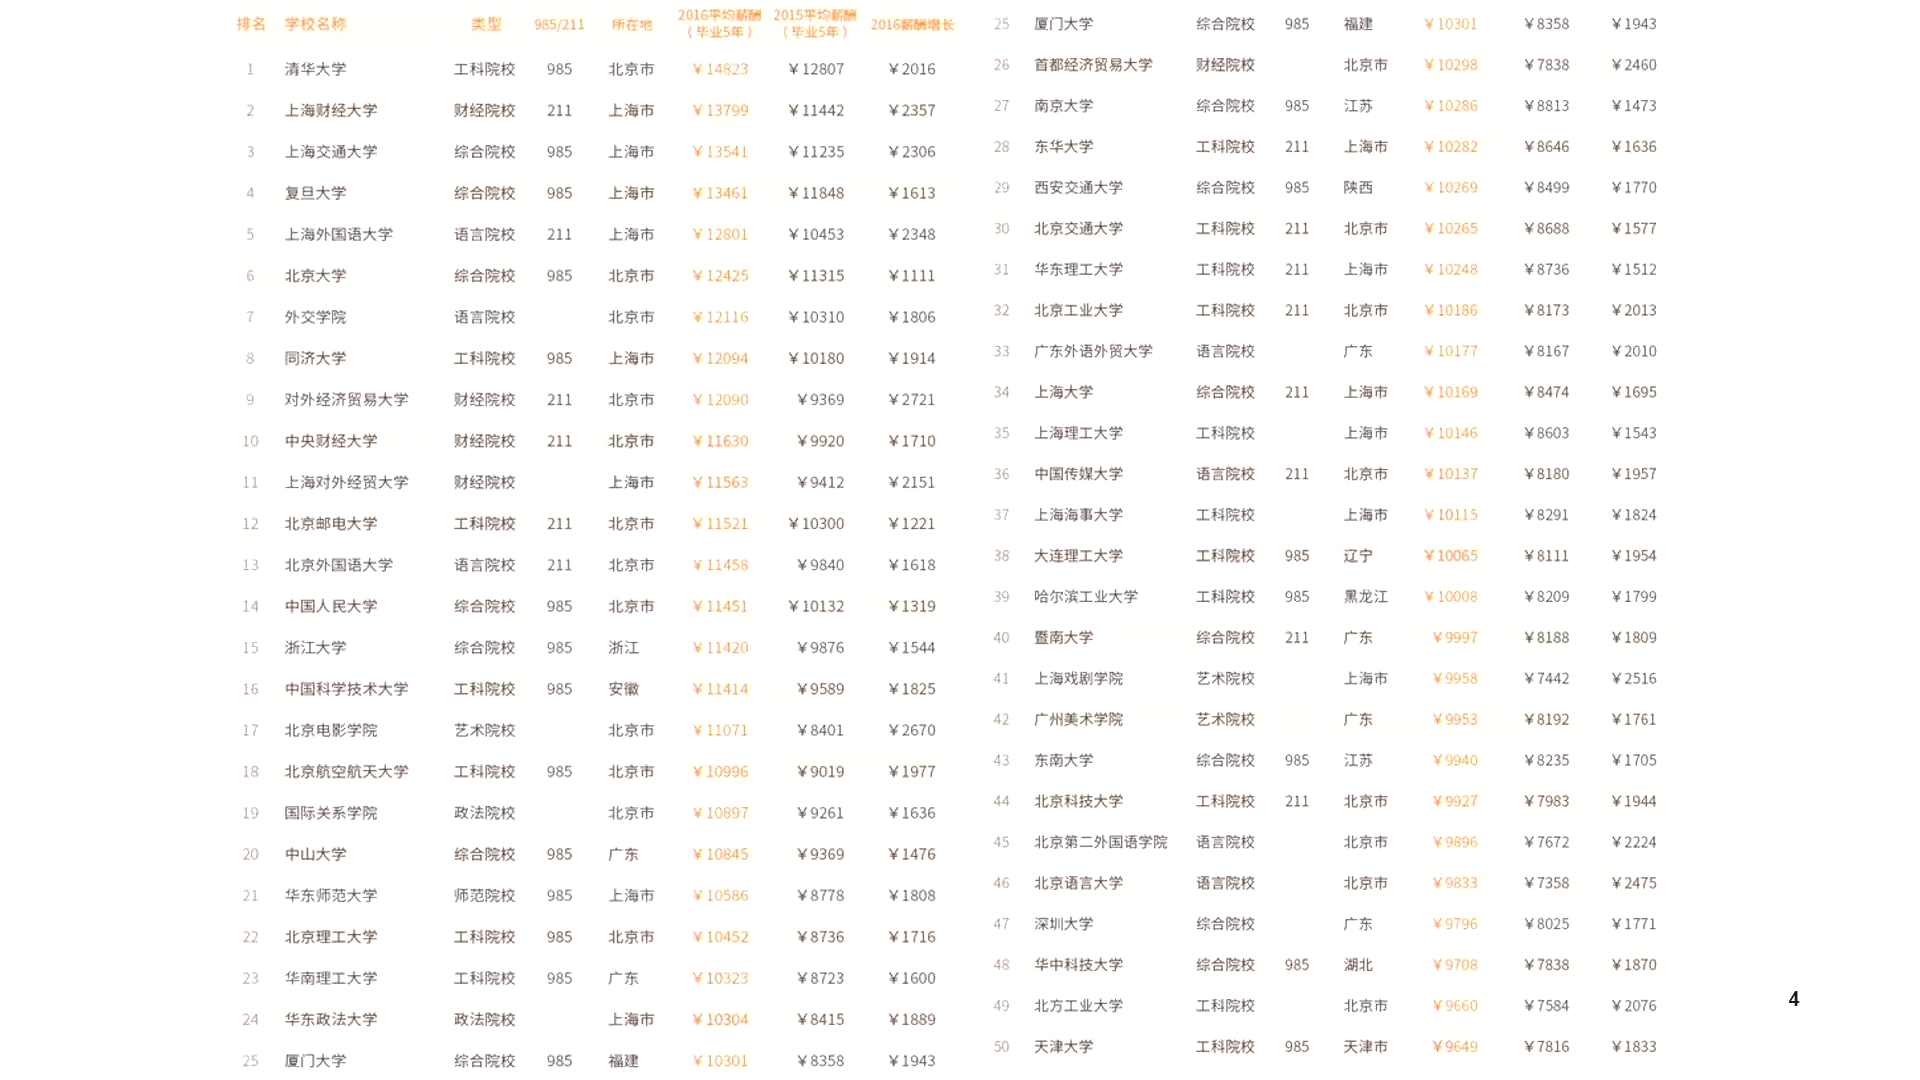 排名 学校名称 类型 985/211 所在地 2016平均薪酬（毕业5年） 2015平均薪酬（毕业5年） 2016薪酬增长
1 清华大学 工科院校 985 北京市 ￥14823 ￥12807 ￥2016
2 上海财经大学 财经院校 211 上海市 ￥13799 ￥11442 ￥2357
3 上海交通大学 综合院校 985 上海市 ￥13541 ￥11235 ￥2306
4 复旦大学 综合院校 985 上海市 ￥13461 ￥11848 ￥1613
5 上海外国语大学 语言院校 211 上海市 ￥12801 ￥10453 ￥2348
6 北京大学 综合院校 985 北京市 ￥12425 ￥11315 ￥1111
7 外交学院 语言院校 北京市 ￥12116 ￥10310 ￥1806
8 同济大学 工科院校 985 上海市 ￥12094 ￥10180 ￥1914
9 对外经济贸易大学 财经院校 211 北京市 ￥12090 ￥9369 ￥2721
10 中央财经大学 财经院校 211 北京市 ￥11630 ￥9920 ￥1710
11 上海对外经贸大学 财经院校 上海市 ￥11563 ￥9412 ￥2151
12 北京邮电大学 工科院校 211 北京市 ￥11521 ￥10300 ￥1221
13 北京外国语大学 语言院校 211 北京市 ￥11458 ￥9840 ￥1618
14 中国人民大学 综合院校 985 北京市 ￥11451 ￥10132 ￥1319
15 浙江大学 综合院校 985 浙江 ￥11420 ￥9876 ￥1544
16 中国科学技术大学 工科院校 985 安徽 ￥11414 ￥9589 ￥1825
17 北京电影学院 艺术院校 北京市 ￥11071 ￥8401 ￥2670
18 北京航空航天大学 工科院校 985 北京市 ￥10996 ￥9019 ￥1977
19 国际关系学院 政法院校 北京市 ￥10897 ￥9261 ￥1636
20 中山大学 综合院校 985 广东 ￥10845 ￥9369 ￥1476
21 华东师范大学 师范院校 985 上海市 ￥10586 ￥8778 ￥1808
22 北京理工大学 工科院校 985 北京市 ￥10452 ￥8736 ￥1716
23 华南理工大学 工科院校 985 广东 ￥10323 ￥8723 ￥1600
24 华东政法大学 政法院校 上海市 ￥10304 ￥8415 ￥1889
25 厦门大学 综合院校 985 福建 ￥10301 ￥8358 ￥1943
25 厦门大学 综合院校 985 福建 ￥10301 ￥8358 ￥1943
26 首都经济贸易大学 财经院校 北京市 ￥10298 ￥7838 ￥2460
27 南京大学 综合院校 985 江苏 ￥10286 ￥8813 ￥1473
28 东华大学 工科院校 211 上海市 ￥10282 ￥8646 ￥1636
29 西安交通大学 综合院校 985 陕西 ￥10269 ￥8499 ￥1770
30 北京交通大学 工科院校 211 北京市 ￥10265 ￥8688 ￥1577
31 华东理工大学 工科院校 211 上海市 ￥10248 ￥8736 ￥1512
32 北京工业大学 工科院校 211 北京市 ￥10186 ￥8173 ￥2013
33 广东外语外贸大学 语言院校 广东 ￥10177 ￥8167 ￥2010
34 上海大学 综合院校 211 上海市 ￥10169 ￥8474 ￥1695
35 上海理工大学 工科院校 上海市 ￥10146 ￥8603 ￥1543
36 中国传媒大学 语言院校 211 北京市 ￥10137 ￥8180 ￥1957
37 上海海事大学 工科院校 上海市 ￥10115 ￥8291 ￥1824
38 大连理工大学 工科院校 985 辽宁 ￥10065 ￥8111 ￥1954
39 哈尔滨工业大学 工科院校 985 黑龙江 ￥10008 ￥8209 ￥1799
40 暨南大学 综合院校 211 广东 ￥9997 ￥8188 ￥1809
41 上海戏剧学院 艺术院校 上海市 ￥9958 ￥7442 ￥2516
42 广州美术学院 艺术院校 广东 ￥9953 ￥8192 ￥1761
43 东南大学 综合院校 985 江苏 ￥9940 ￥8235 ￥1705
44 北京科技大学 工科院校 211 北京市 ￥9927 ￥7983 ￥1944
45 北京第二外国语学院 语言院校 北京市 ￥9896 ￥7672 ￥2224
46 北京语言大学 语言院校 北京市 ￥9833 ￥7358 ￥2475
47 深圳大学 综合院校 广东 ￥9796 ￥8025 ￥1771
48 华中科技大学 综合院校 985 湖北 ￥9708 ￥7838 ￥1870
49 北方工业大学 工科院校 北京市 ￥9660 ￥7584 ￥2076
50 天津大学 工科院校 985 天津市 ￥9649 ￥7816 ￥1833
4